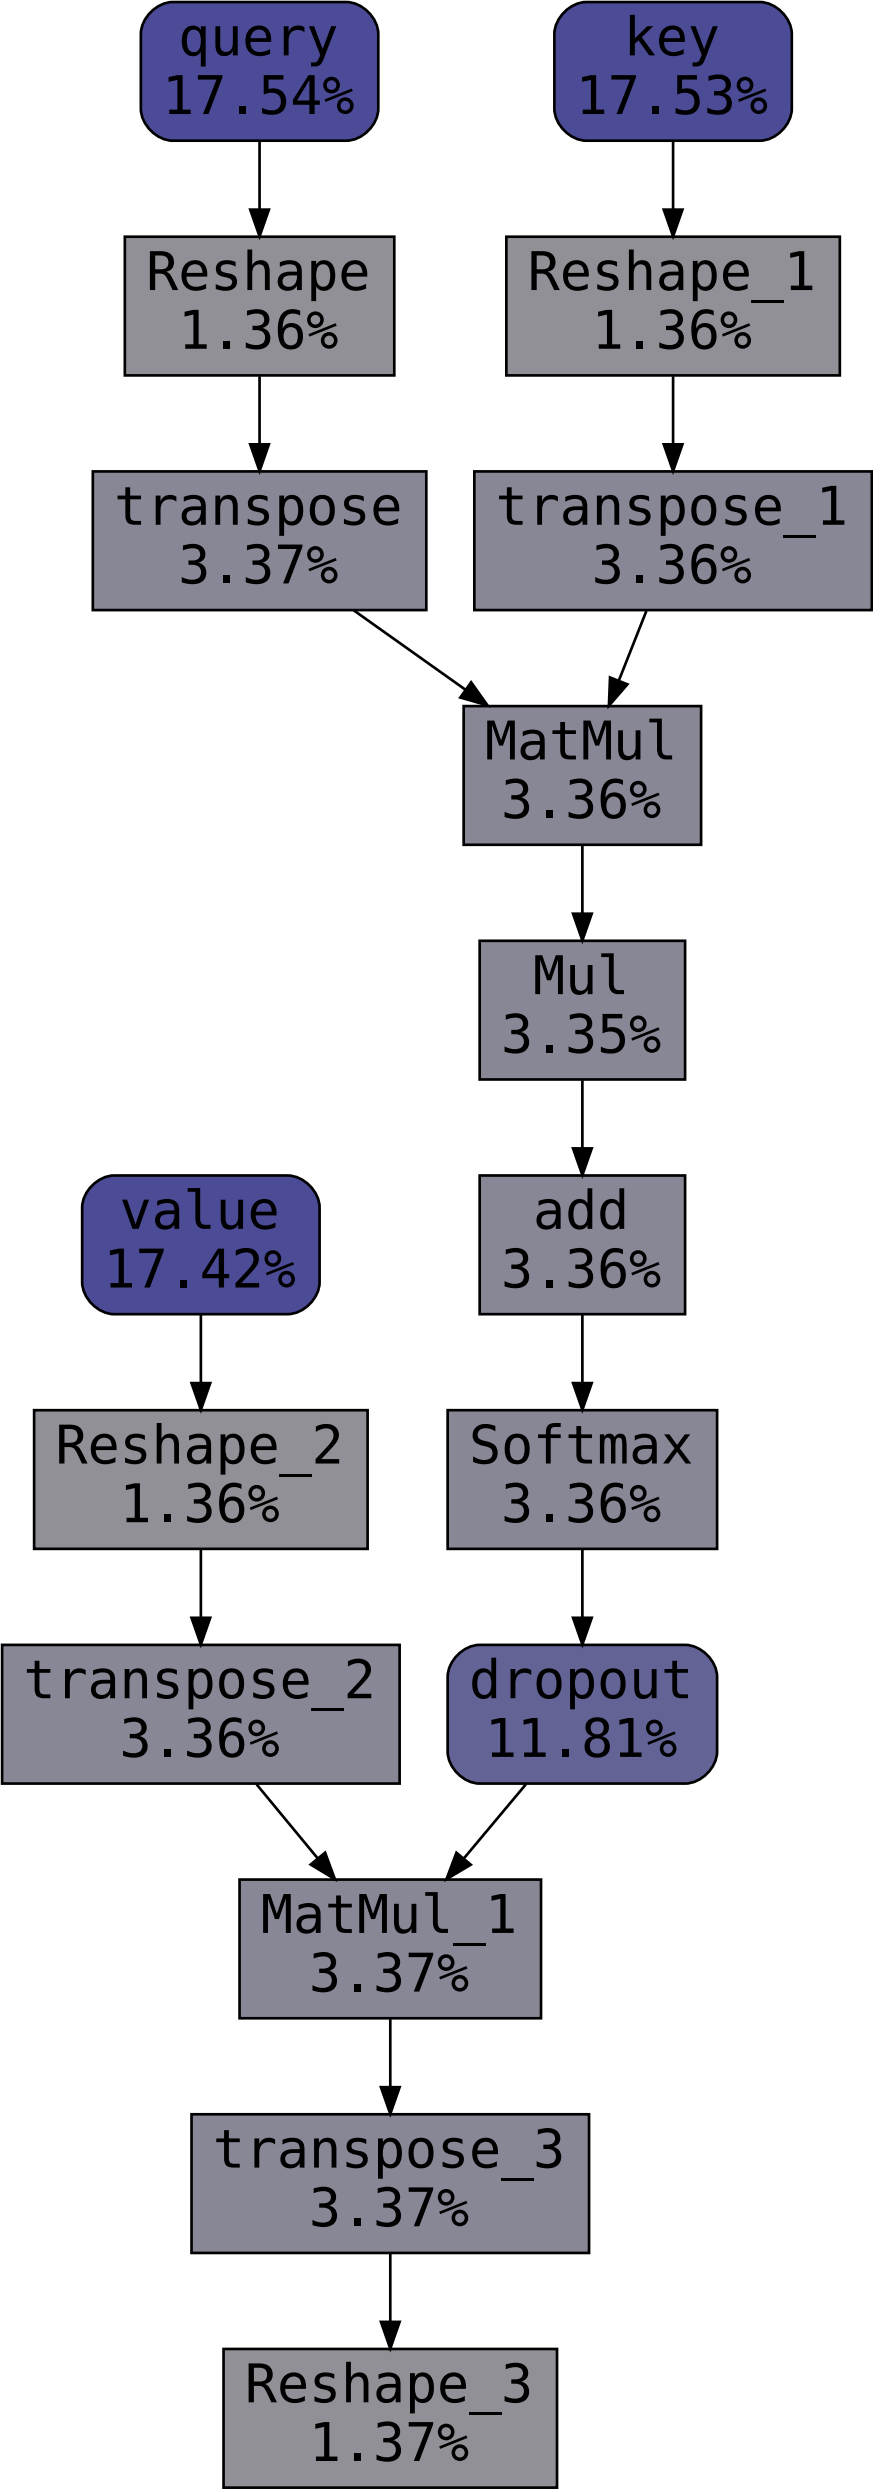 query
17.54%
key
17.53%
Reshape
1.36%
Reshape_1
1.36%
transpose
3.37%
transpose_1
3.36%
MatMul
3.36%
Mul
3.35%
add
3.36%
value
17.42%
Softmax
3.36%
Reshape_2
1.36%
transpose_2
3.36%
dropout
11.81%
MatMul_1
3.37%
transpose_3
3.37%
Reshape_3
1.37%